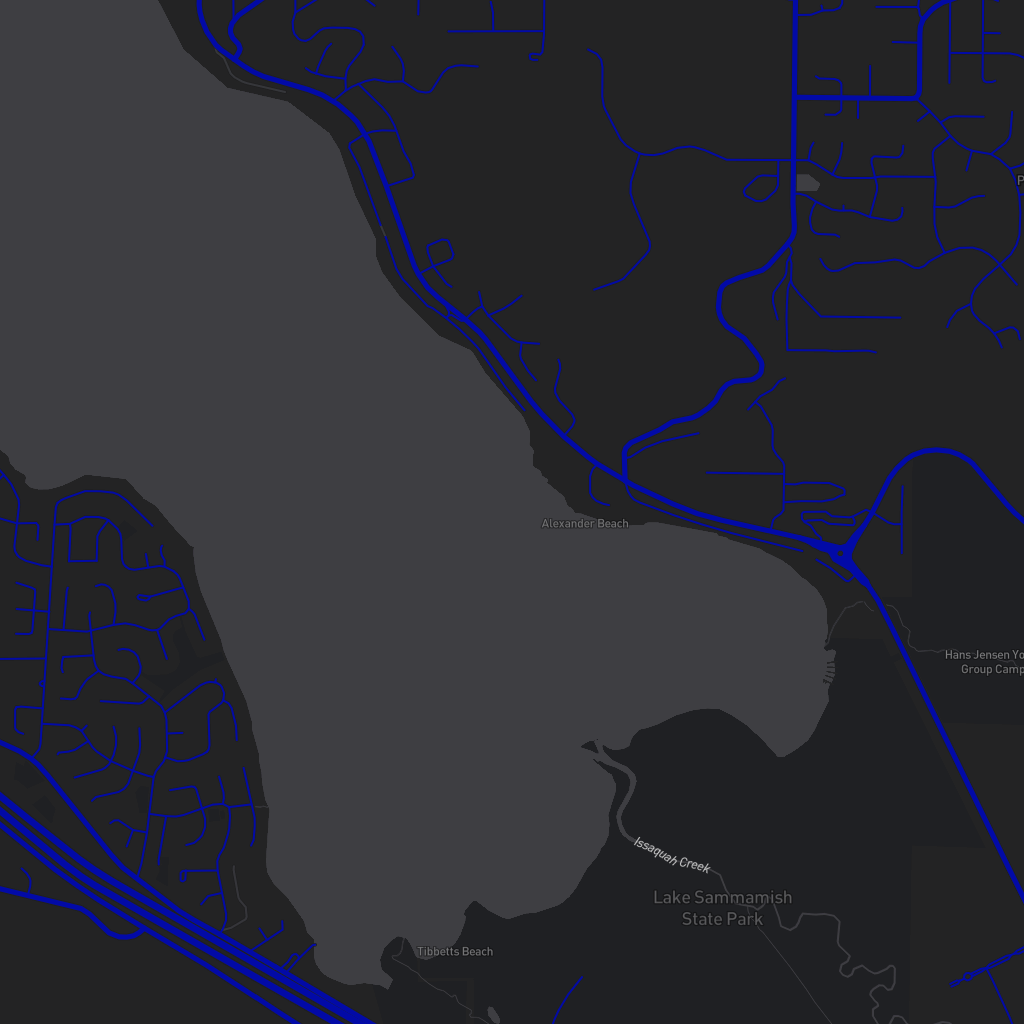 Alexander Beach
Hans Jensen Yo
Group Camp
Issaquah Creek
Lake Sammamish
State Park
Tibbetts Beach